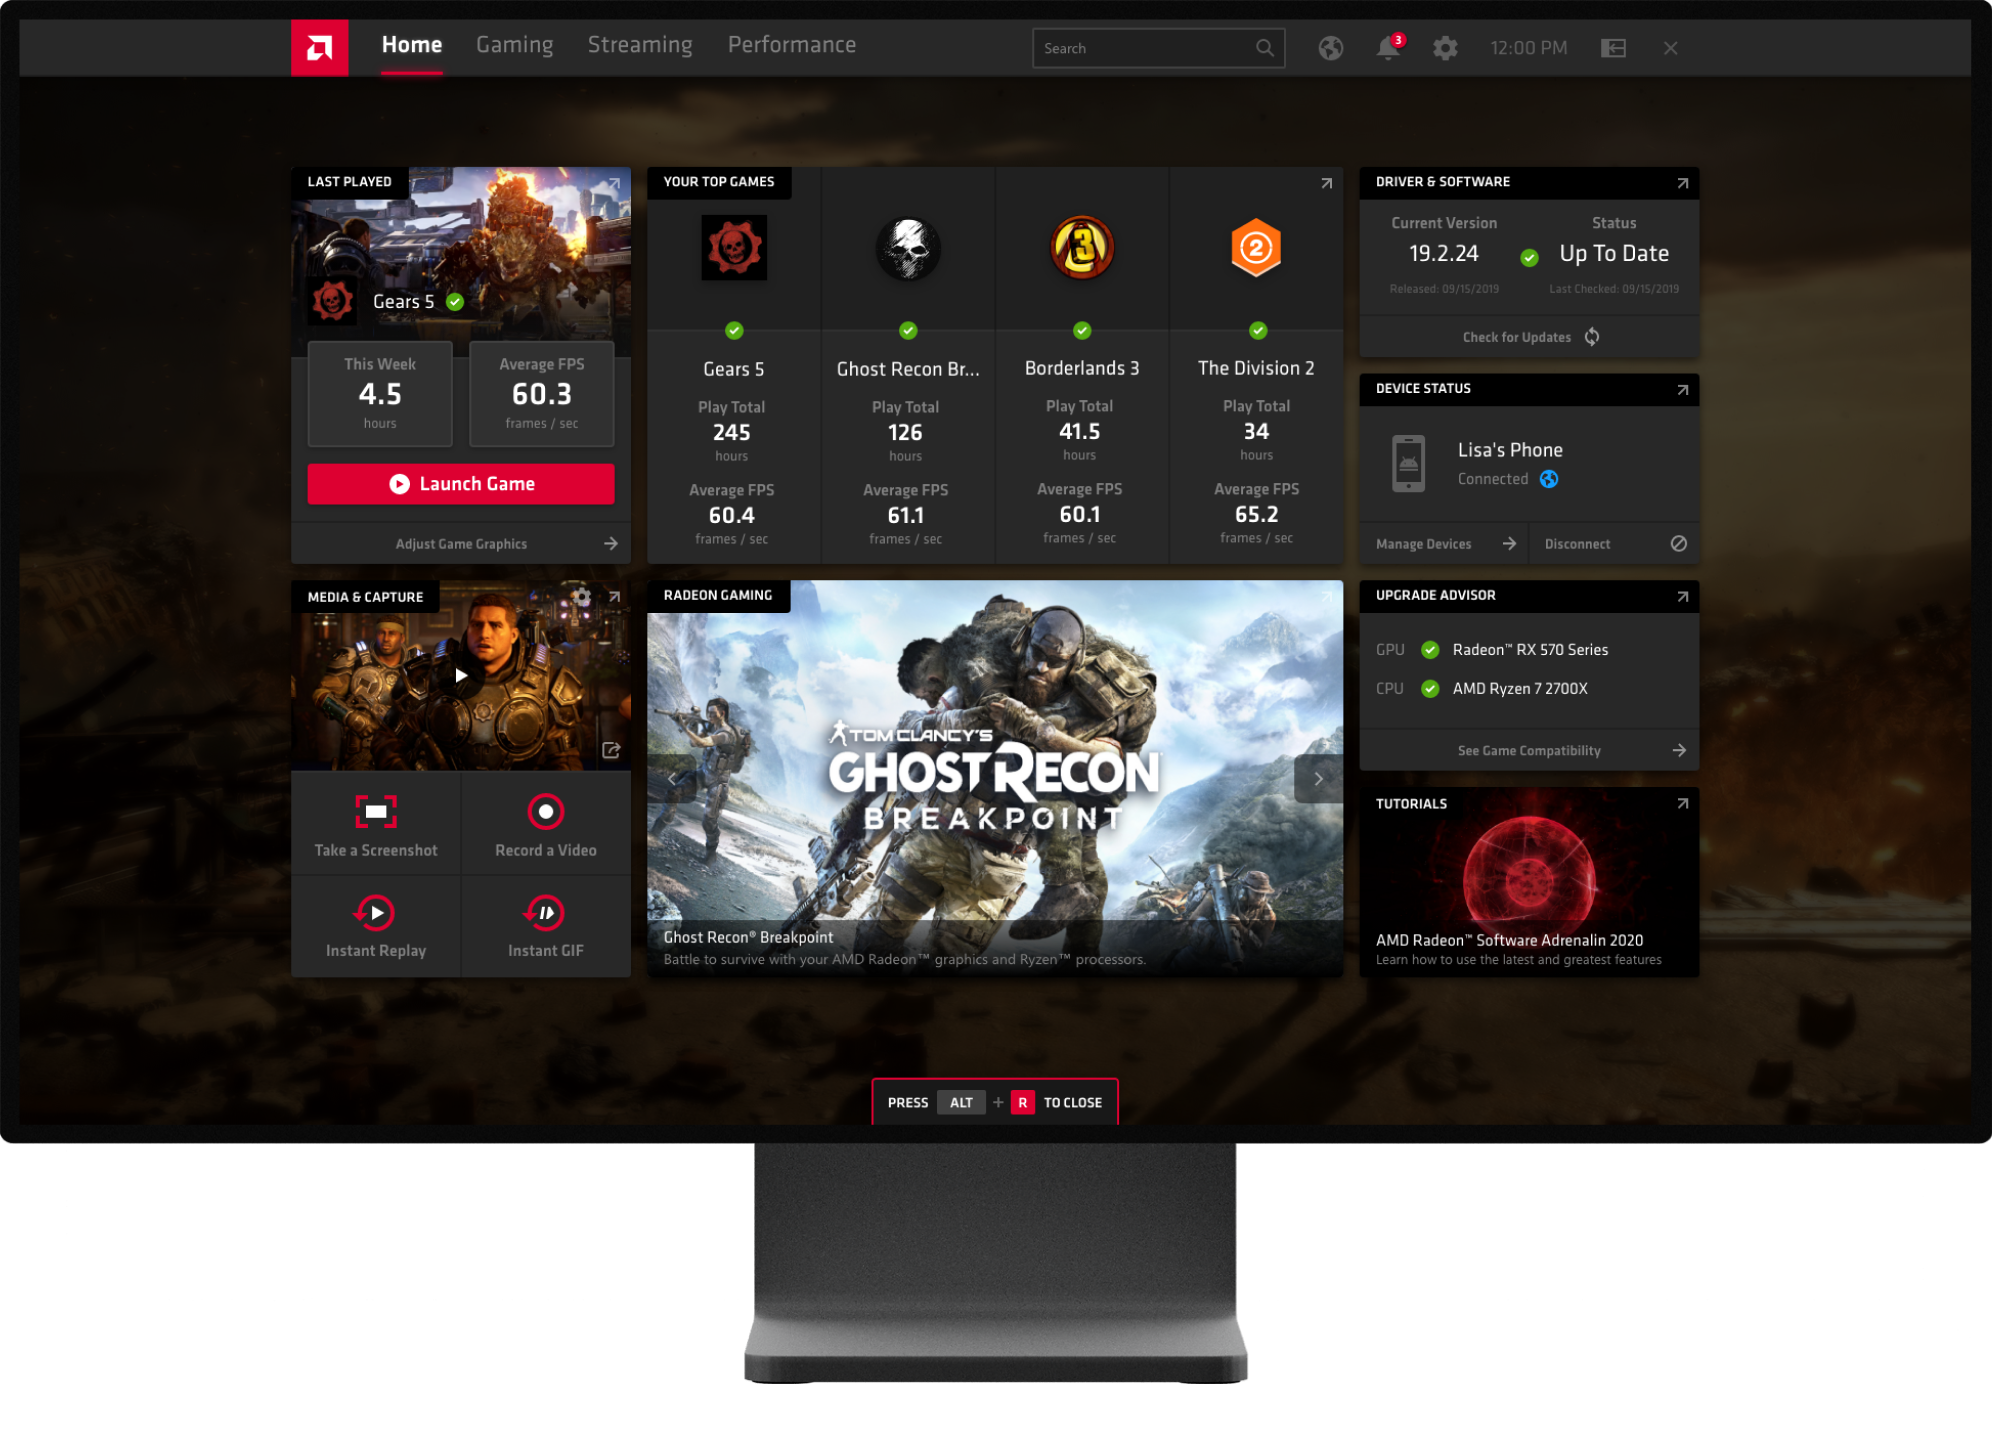 Home Gaming Streaming Performance Search 3 12:00 PM
LAST PLAYED
Gears 5
This Week
4.5
hours
Average FPS
60.3
frames / sec
Launch Game
Adjust Game Graphics
YOUR TOP GAMES
3
2
Gears 5
Play Total
245
hours
Average FPS
60.4
frames / sec
Ghost Recon Br...
Play Total
126
hours
Average FPS
61.1
frames / sec
Borderlands 3
Play Total
41.5
hours
Average FPS
60.1
frames / sec
The Division 2
Play Total
34
hours
Average FPS
65.2
frames / sec
DRIVER & SOFTWARE
Current Version
19.2.24
Released: 09/15/2019
Status
Up To Date
Last Checked: 09/15/2019
Check for Updates
DEVICE STATUS
Lisa's Phone
Connected
Manage Devices
Disconnect
MEDIA & CAPTURE
Take a Screenshot
Record a Video
Instant Replay
Instant GIF
RADEON GAMING
TOM CLANCY'S
GHOST RECON
BREAKPOINT
Ghost Recon® Breakpoint
Battle to survive with your AMD Radeon™ graphics and Ryzen™ processors.
UPGRADE ADVISOR
GPU Radeon™ RX 570 Series
CPU AMD Ryzen 7 2700X
See Game Compatibility
TUTORIALS
AMD Radeon™ Software Adrenalin 2020
Learn how to use the latest and greatest features
PRESS ALT + R TO CLOSE